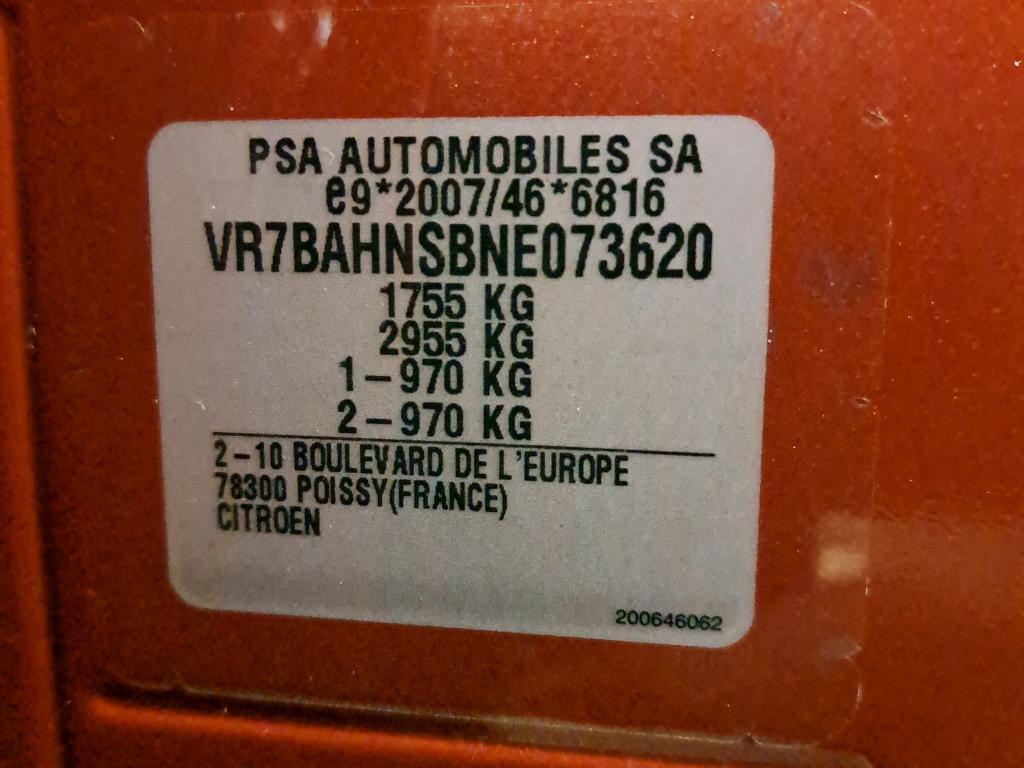 PSA AUTOMOBILES SA
e9*2007/46*6816
VR7BAHNSBNE073620
1755 KG
2955 KG
1-970 KG
2-970 KG
2-10 BOULEVARD DE L'EUROPE
78300 POISSY(FRANCE)
CITROEN
200646062